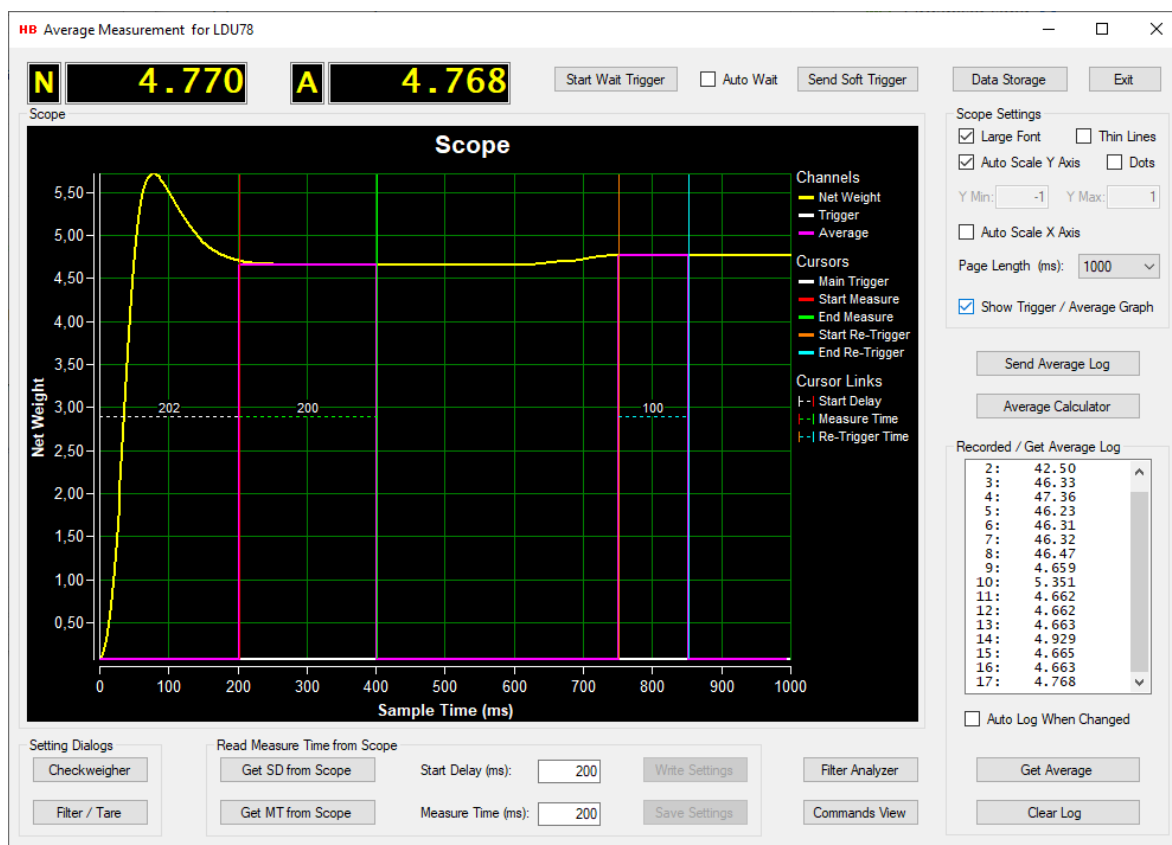 HB Average Measurement for LDU78
N 4.770 A 4.768 Start Wait Trigger Auto Wait Send Soft Trigger Data Storage Exit
Scope
Scope
Net Weight
5,50
5,00
4,50
4,00
3,50
3,00
2,50
2,00
1,50
1,00
0,50
202 200 100
0 100 200 300 400 500 600 700 800 900 1000
Sample Time (ms)
Channels
Net Weight
Trigger
Average
Cursors
Main Trigger
Start Measure
End Measure
Start Re-Trigger
End Re-Trigger
Cursor Links
Start Delay
Measure Time
Re-Trigger Time
Scope Settings
Large Font Thin Lines
Auto Scale Y Axis Dots
Y Min: -1 Y Max: 1
Auto Scale X Axis
Page Length (ms): 1000
Show Trigger / Average Graph
Send Average Log
Average Calculator
Recorded / Get Average Log
2: 42.50
3: 46.33
4: 47.36
5: 46.23
6: 46.31
7: 46.32
8: 46.47
9: 4.659
10: 5.351
11: 4.662
12: 4.662
13: 4.663
14: 4.929
15: 4.665
16: 4.663
17: 4.768
Auto Log When Changed
Get Average
Clear Log
Setting Dialogs
Checkweigher
Filter / Tare
Read Measure Time from Scope
Get SD from Scope Start Delay (ms): 200 Write Settings
Get MT from Scope Measure Time (ms): 200 Save Settings
Filter Analyzer
Commands View